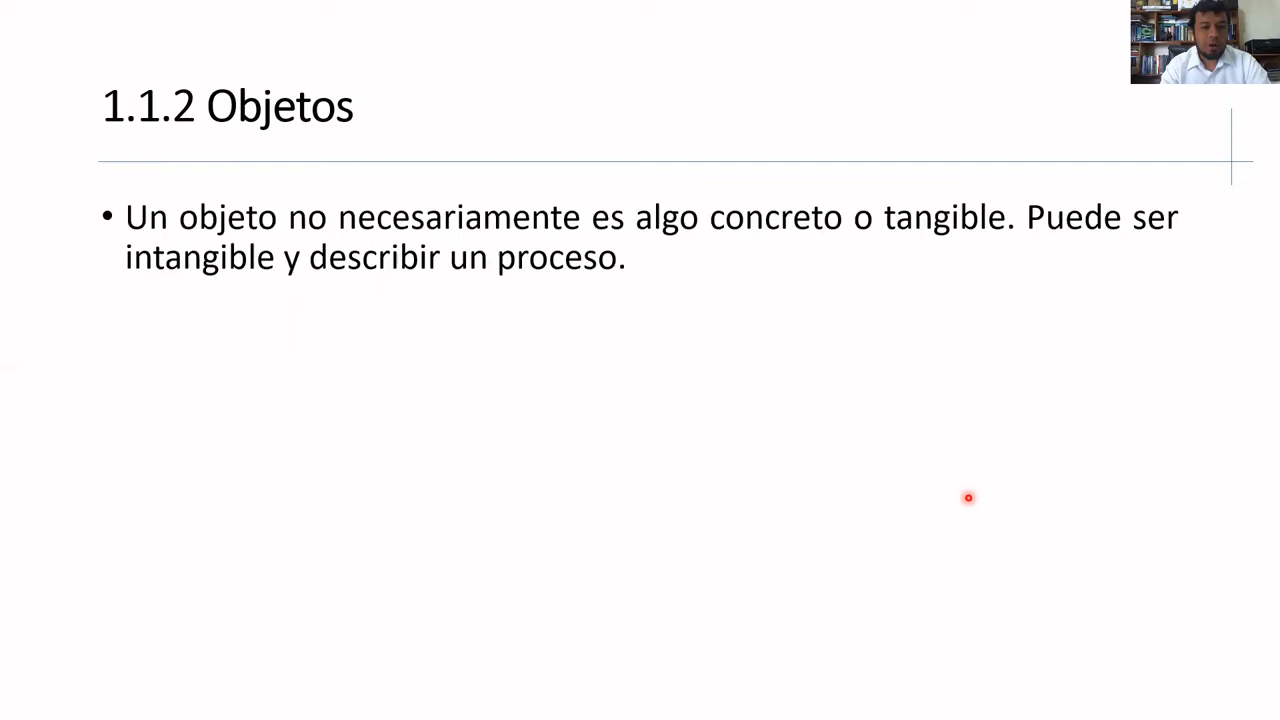 1.1.2 Objetos
• Un objeto no necesariamente es algo concreto o tangible. Puede ser
intangible y describir un proceso.